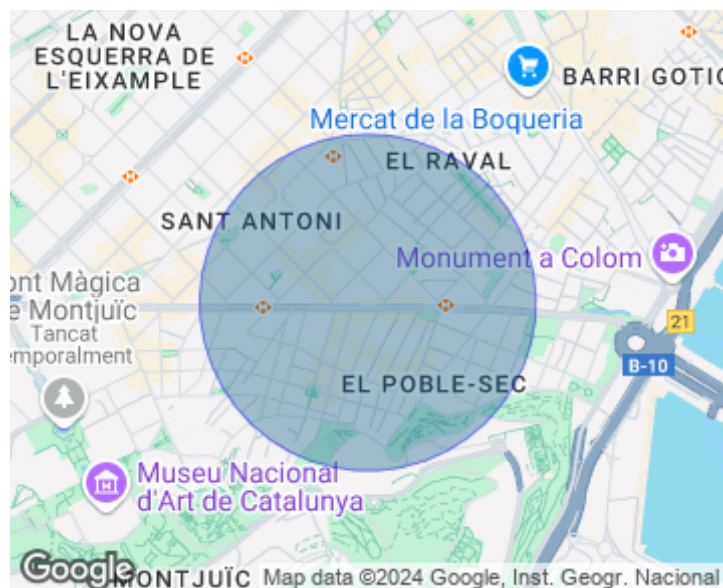 LA NOVA
ESQUERRA DE
L'EIXAMPLE
BARRI GOTIC
Mercat de la Boqueria
EL RAVAL
SANT ANTONI
Monument a Colom
ont Màgica
e Montjuïc
Tancat
emporalment
21
B-10
EL POBLE-SEC
Museu Nacional
d'Art de Catalunya
Google
MONTJUÏC
Map data ©2024 Google, Inst. Geogr. Nacional